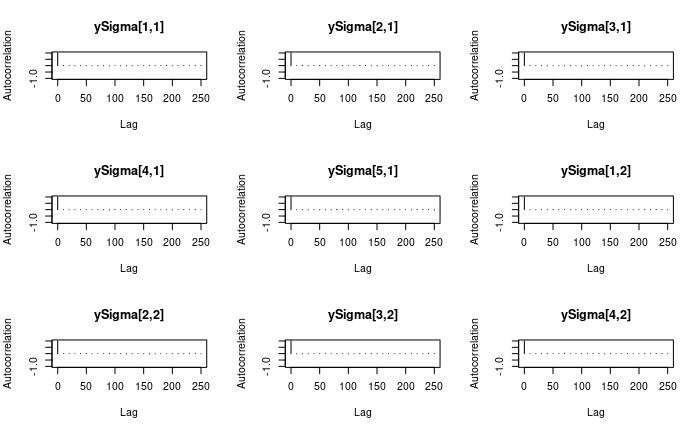 ySigma[1,1] ySigma[2,1] ySigma[3,1]
Autocorrelation Autocorrelation Autocorrelation
-1.0 -1.0 -1.0
0 50 100 150 200 250 0 50 100 150 200 250 0 50 100 150 200 250
Lag Lag Lag
ySigma[4,1] ySigma[5,1] ySigma[1,2]
Autocorrelation Autocorrelation Autocorrelation
-1.0 -1.0 -1.0
0 50 100 150 200 250 0 50 100 150 200 250 0 50 100 150 200 250
Lag Lag Lag
ySigma[2,2] ySigma[3,2] ySigma[4,2]
Autocorrelation Autocorrelation Autocorrelation
-1.0 -1.0 -1.0
0 50 100 150 200 250 0 50 100 150 200 250 0 50 100 150 200 250
Lag Lag Lag